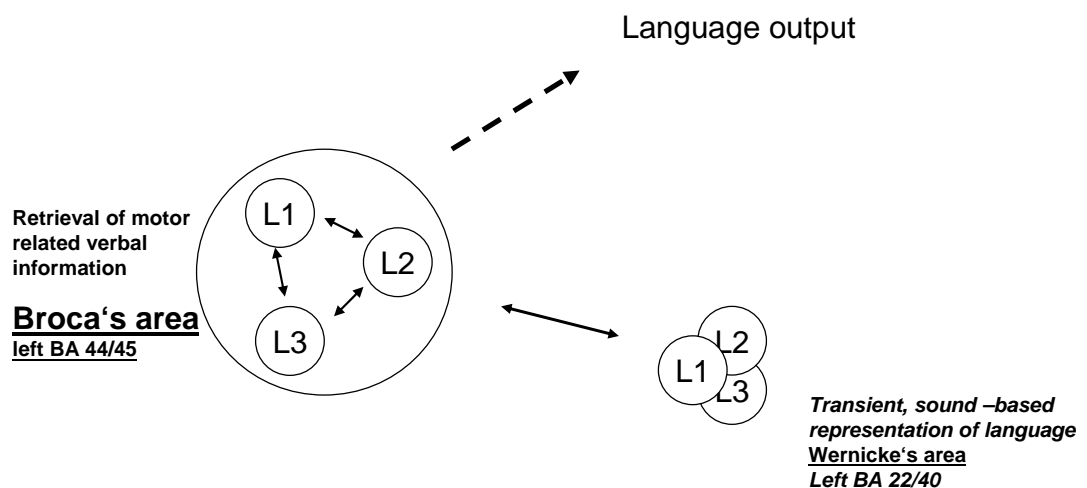 Language output
Retrieval of motor
related verbal
information
Broca‘s area
left BA 44/45
L1
L2
L3
L2
L1
L3
Transient, sound –based
representation of language
Wernicke‘s area
Left BA 22/40